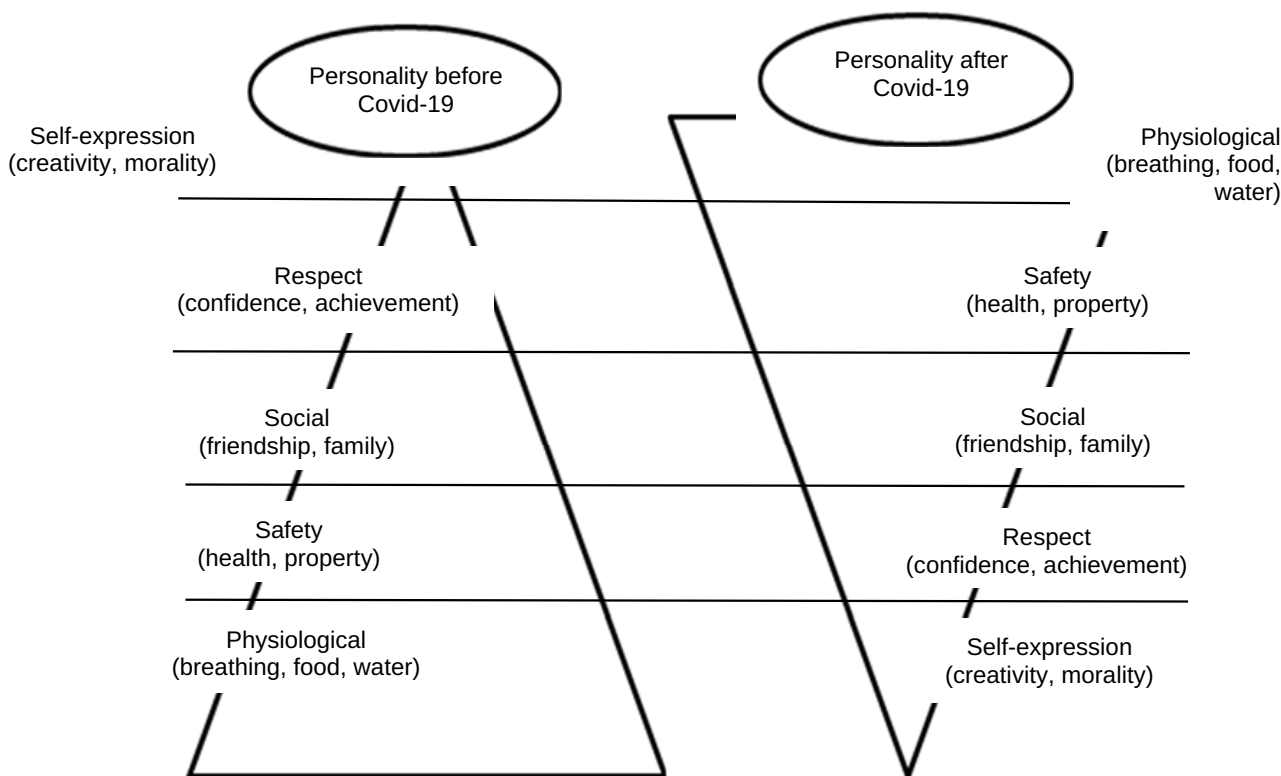 Personality before
Covid-19
Personality after
Covid-19
Self-expression
(creativity, morality)
Physiological
(breathing, food,
water)
Respect
(confidence, achievement)
Safety
(health, property)
Social
(friendship, family)
Social
(friendship, family)
Safety
(health, property)
Respect
(confidence, achievement)
Physiological
(breathing, food, water)
Self-expression
(creativity, morality)